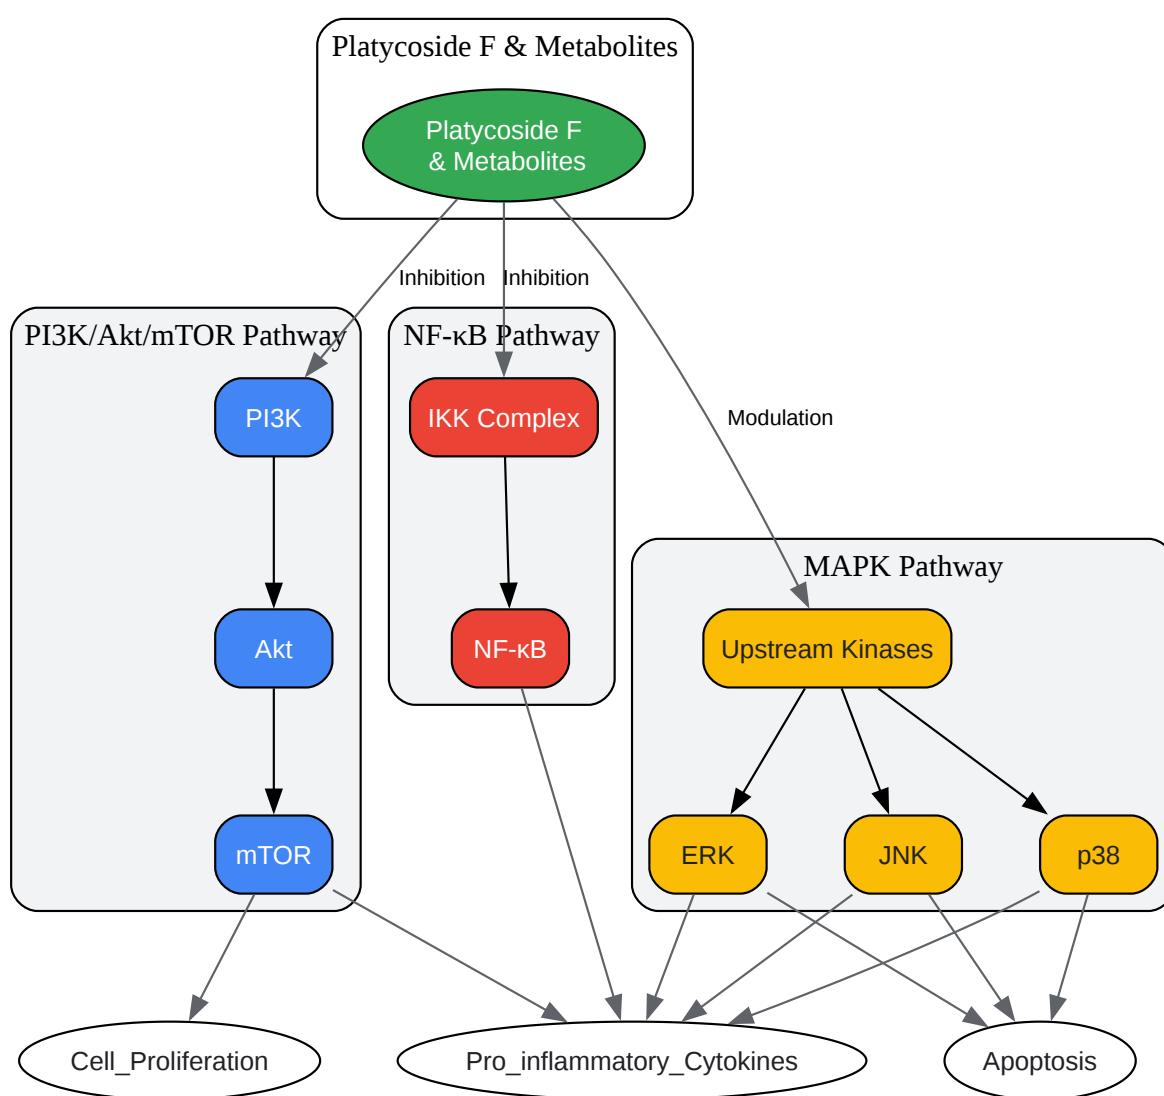 Platycoside F & Metabolites
Platycoside F
& Metabolites
Inhibition
Inhibition
PI3K/Akt/mTOR Pathway
NF-κB Pathway
PI3K
IKK Complex
Modulation
MAPK Pathway
Akt
NF-κB
Upstream Kinases
mTOR
ERK
JNK
p38
Cell_Proliferation
Pro_inflammatory_Cytokines
Apoptosis